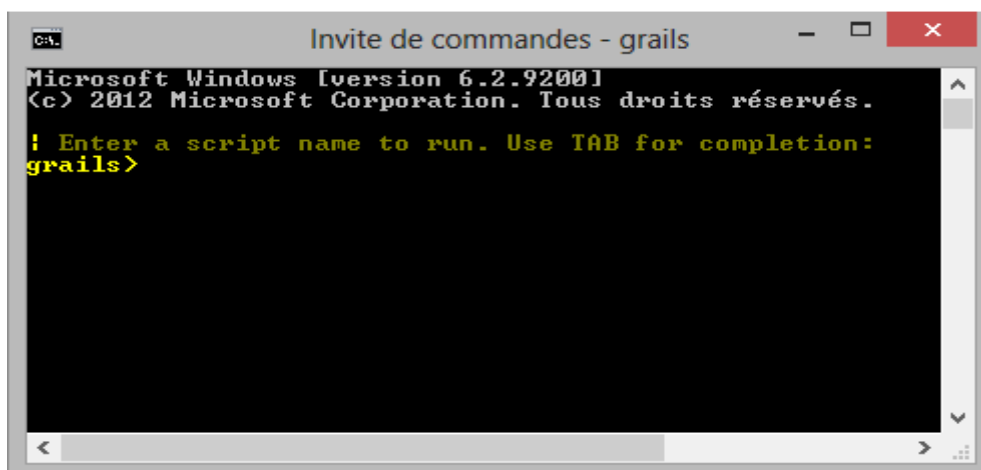 C:\.
Invite de commandes - grails
Microsoft Windows [version 6.2.9200]
(c) 2012 Microsoft Corporation. Tous droits réservés.
| Enter a script name to run. Use TAB for completion:
grails>